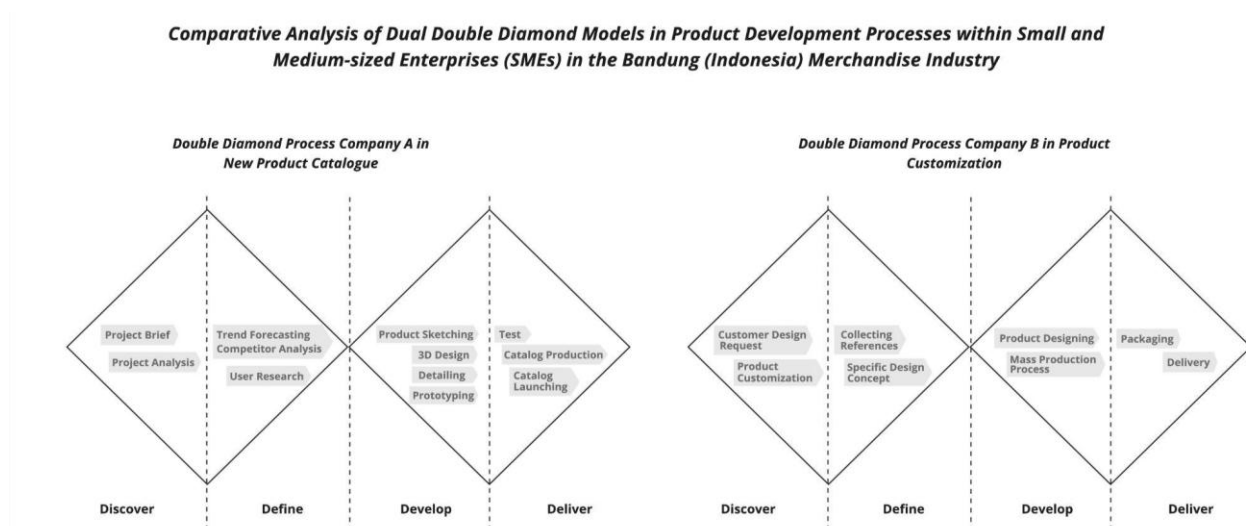 Comparative Analysis of Dual Double Diamond Models in Product Development Processes within Small and
Medium-sized Enterprises (SMEs) in the Bandung (Indonesia) Merchandise Industry
Double Diamond Process Company A in
New Product Catalogue
Project Brief
Project Analysis
Trend Forecasting
Competitor Analysis
User Research
Product Sketching
3D Design
Detailing
Prototyping
Test
Catalog Production
Catalog
Launching
Discover
Define
Develop
Deliver
Double Diamond Process Company B in Product
Customization
Customer Design
Request
Product
Customization
Collecting
References
Specific Design
Concept
Product Designing
Mass Production
Process
Packaging
Delivery
Discover
Define
Develop
Deliver